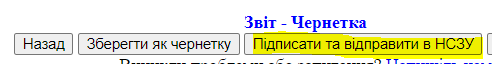 Звіт - Чернетка
Назад Зберегти як чернетку Підписати та відправити в НСЗУ